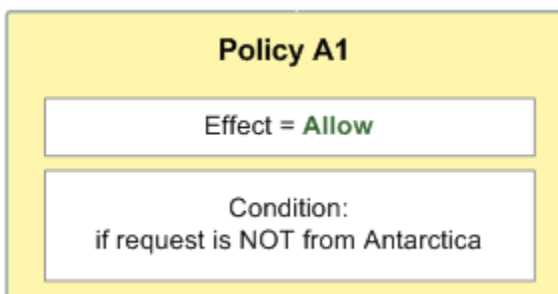 Policy A1
Effect = Allow
Condition:
if request is NOT from Antarctica